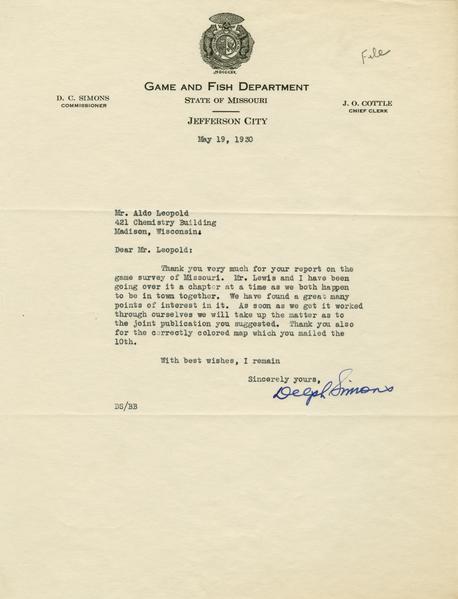 File
GAME AND FISH DEPARTMENT
STATE OF MISSOURI
D. C. SIMONS
COMMISSIONER
J. O. COTTLE
CHIEF CLERK
JEFFERSON CITY
May 19, 1930
Mr. Aldo Leopold
421 Chemistry Building
Madison, Wisconsin.
Dear Mr. Leopold:
Thank you very much for your report on the
game survey of Missouri. Mr. Lewis and I have been
going over it a chapter at a time as we both happen
to be in town together. We have found a great many
points of interest in it. As soon as we get it worked
through ourselves we will take up the matter as to
the joint publication you suggested. Thank you also
for the correctly colored map which you mailed the
10th.
With best wishes, I remain
Sincerely yours,
Delph Simons
DS/BB